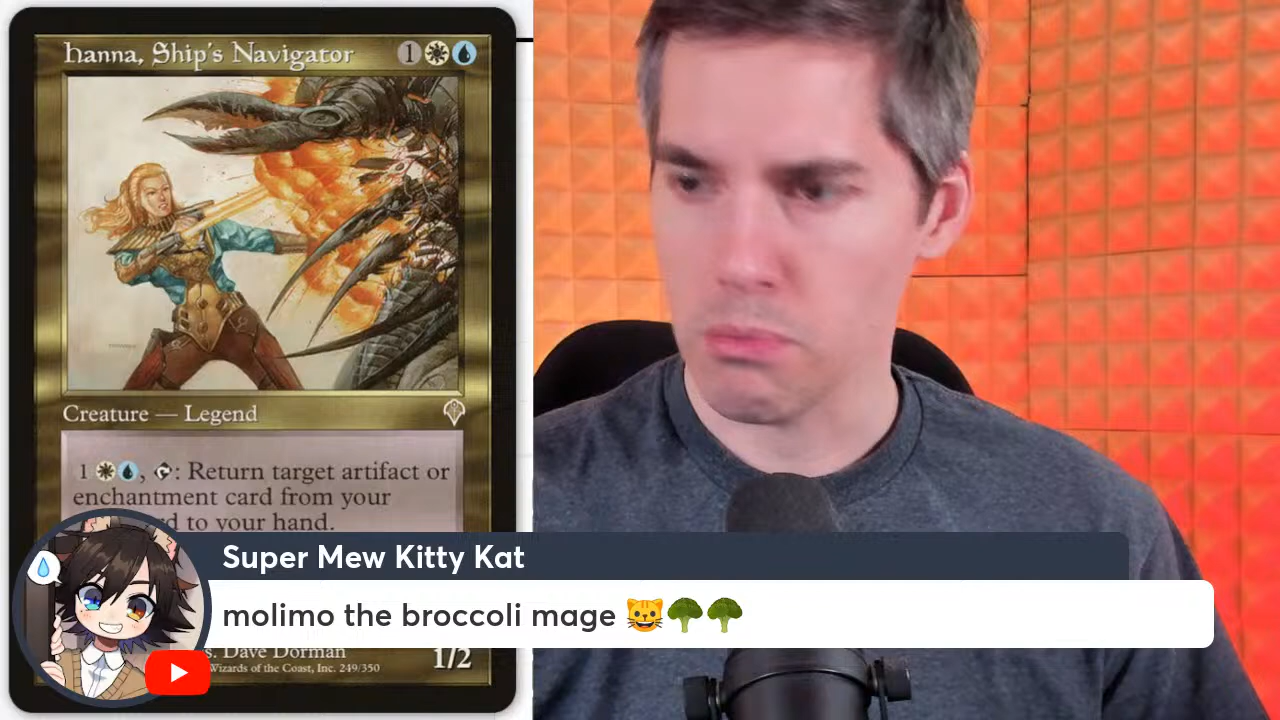 Hanna, Ship's Navigator 1
Creature — Legend
1 , : Return target artifact or
enchantment card from your
to your hand.
Super Mew Kitty Kat
molimo the broccoli mage 😺🥦🥦
Dave Dorman
Wizards of the Coast, Inc. 249/350
1/2